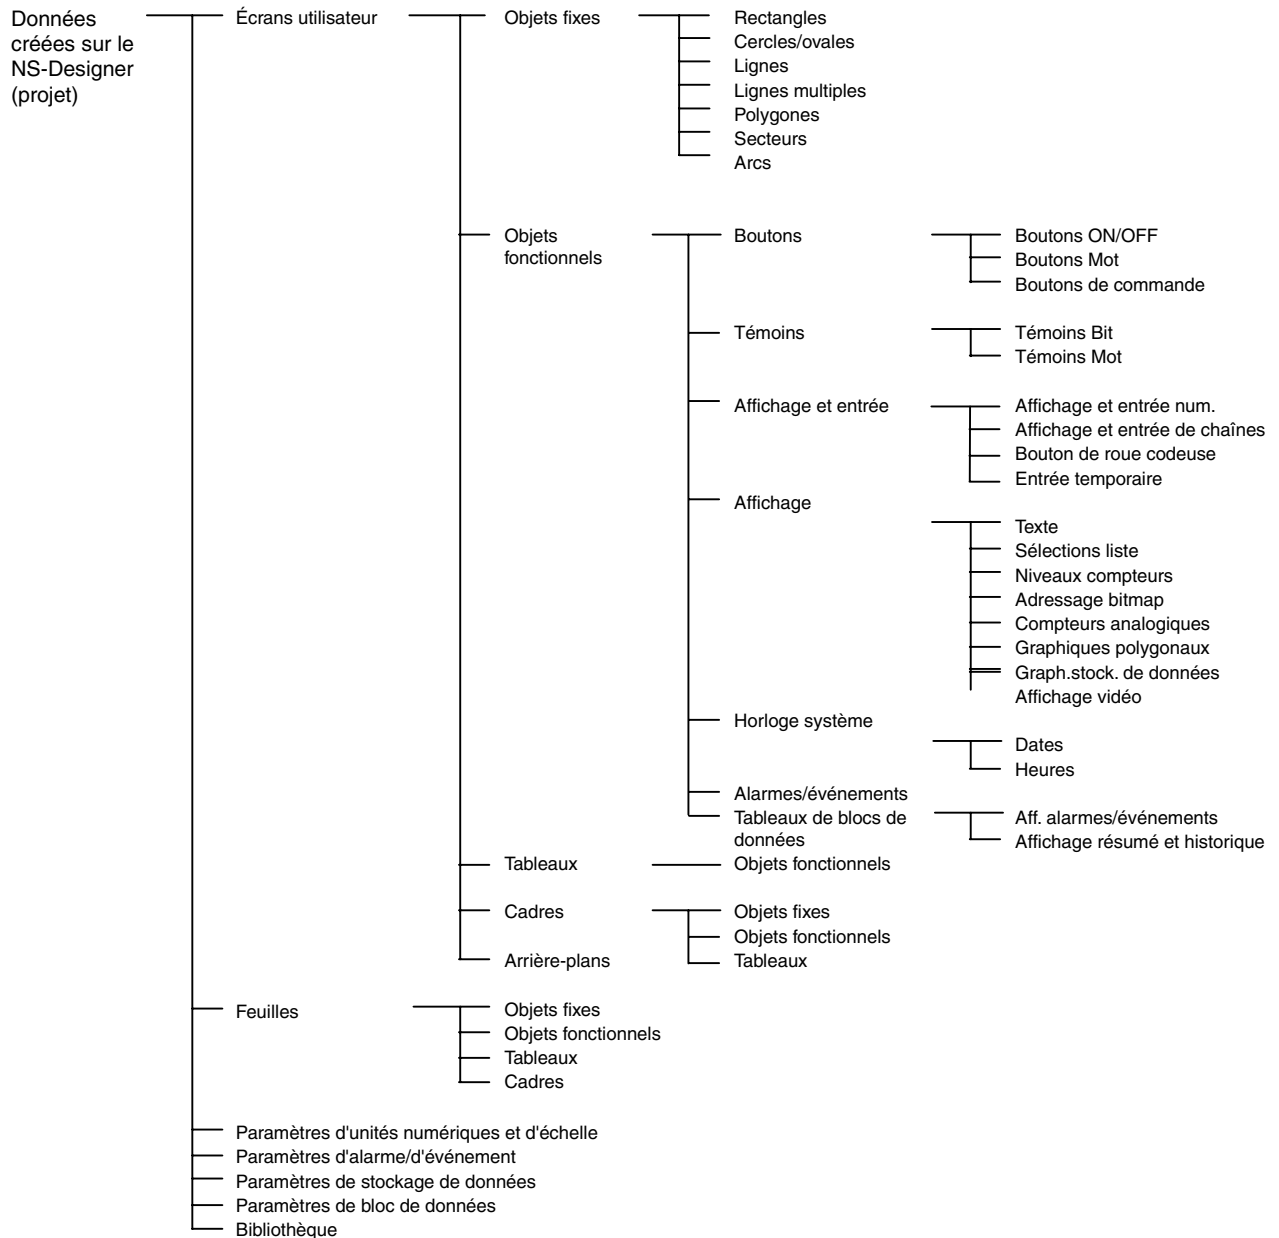 Données
créées sur le
NS-Designer
(projet)
Écrans utilisateur
Objets fixes
Rectangles
Cercles/ovales
Lignes
Lignes multiples
Polygones
Secteurs
Arcs
Objets
fonctionnels
Boutons
Boutons ON/OFF
Boutons Mot
Boutons de commande
Témoins
Témoins Bit
Témoins Mot
Affichage et entrée
Affichage et entrée num.
Affichage et entrée de chaînes
Bouton de roue codeuse
Entrée temporaire
Affichage
Texte
Sélections liste
Niveaux compteurs
Adressage bitmap
Compteurs analogiques
Graphiques polygonaux
Graph.stock. de données
Affichage vidéo
Horloge système
Dates
Heures
Alarmes/événements
Tableaux de blocs de
données
Aff. alarmes/événements
Affichage résumé et historique
Tableaux
Objets fonctionnels
Cadres
Objets fixes
Objets fonctionnels
Tableaux
Arrière-plans
Feuilles
Objets fixes
Objets fonctionnels
Tableaux
Cadres
Paramètres d'unités numériques et d'échelle
Paramètres d'alarme/d'événement
Paramètres de stockage de données
Paramètres de bloc de données
Bibliothèque